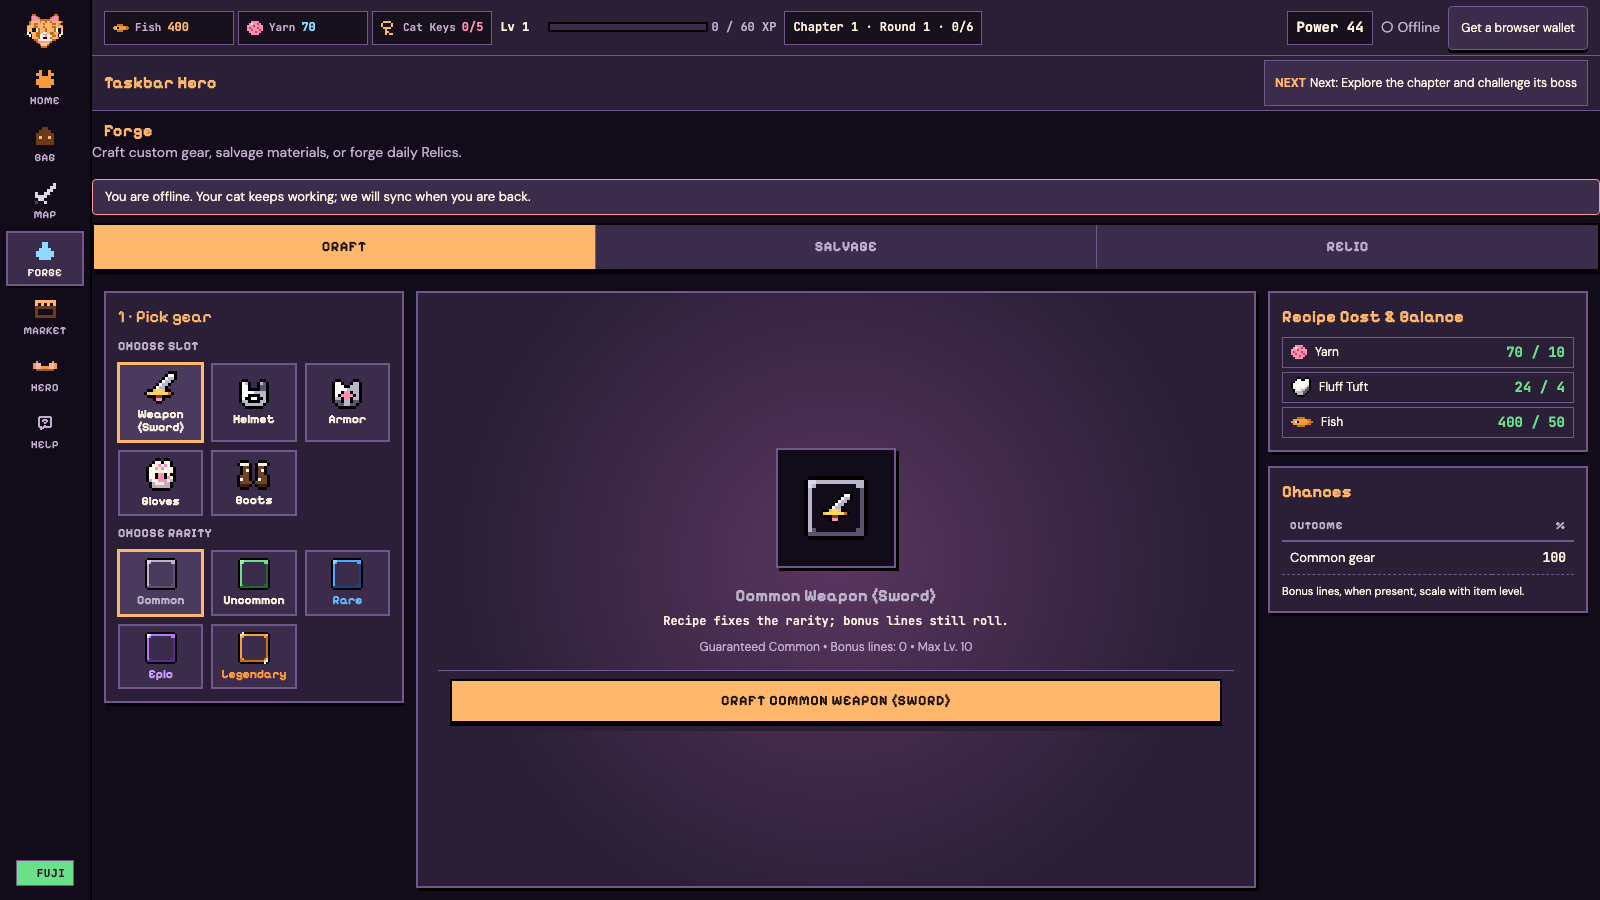 Fish 400
Yarn 70
Cat Keys 0/5
Lv 1
0 / 60 XP
Chapter 1 · Round 1 · 0/6
Power 44
Offline
Get a browser wallet
HOME
BAG
MAP
FORGE
MARKET
HERO
HELP
FUJI
Taskbar Hero
NEXT Next: Explore the chapter and challenge its boss
Forge
Craft custom gear, salvage materials, or forge daily Relics.
You are offline. Your cat keeps working; we will sync when you are back.
CRAFT
SALVAGE
RELIC
1 · Pick gear
CHOOSE SLOT
Weapon
(Sword)
Helmet
Armor
Gloves
Boots
CHOOSE RARITY
Common
Uncommon
Rare
Epic
Legendary
Common Weapon (Sword)
Recipe fixes the rarity; bonus lines still roll.
Guaranteed Common • Bonus lines: 0 • Max Lv. 10
CRAFT COMMON WEAPON (SWORD)
Recipe Cost & Balance
Yarn 70 / 10
Fluff Tuft 24 / 4
Fish 400 / 50
Chances
OUTCOME %
Common gear 100
Bonus lines, when present, scale with item level.